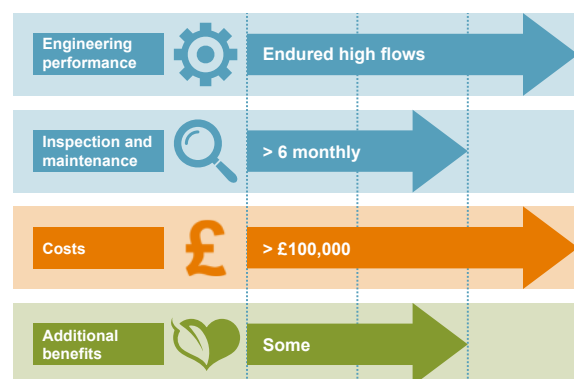 Engineering
performance
Endured high flows
Inspection and
maintenance
> 6 monthly
Costs
£
> £100,000
Additional
benefits
Some